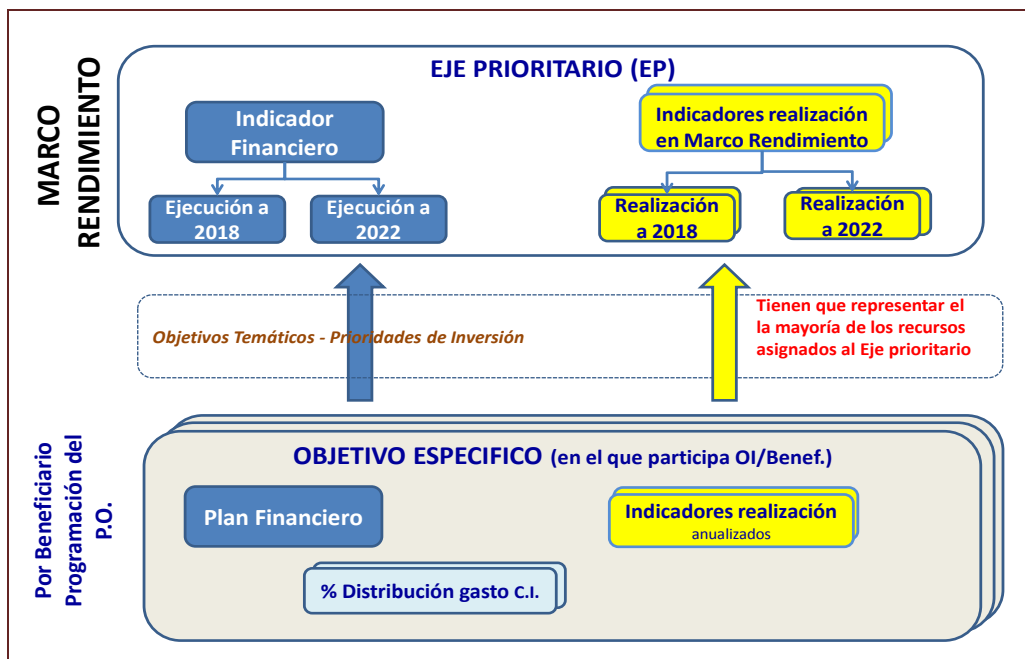 MARCO
RENDIMIENTO
EJE PRIORITARIO (EP)
Indicador
Financiero
Ejecución a
2018
Ejecución a
2022
Indicadores realización
en Marco Rendimiento
Realización
a 2018
Realización
a 2022
Objetivos Temáticos - Prioridades de Inversión
Tienen que representar el
la mayoría de los recursos
asignados al Eje prioritario
Por Beneficiario
Programación del
P.O.
OBJETIVO ESPECIFICO (en el que participa OI/Benef.)
Plan Financiero
Indicadores realización
anualizados
% Distribución gasto C.I.